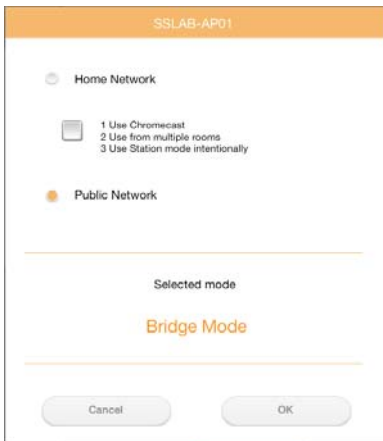 SSLAB-AP01
Home Network
1 Use Chromecast
2 Use from multiple rooms
3 Use Station mode intentionally
Public Network
Selected mode
Bridge Mode
Cancel
OK